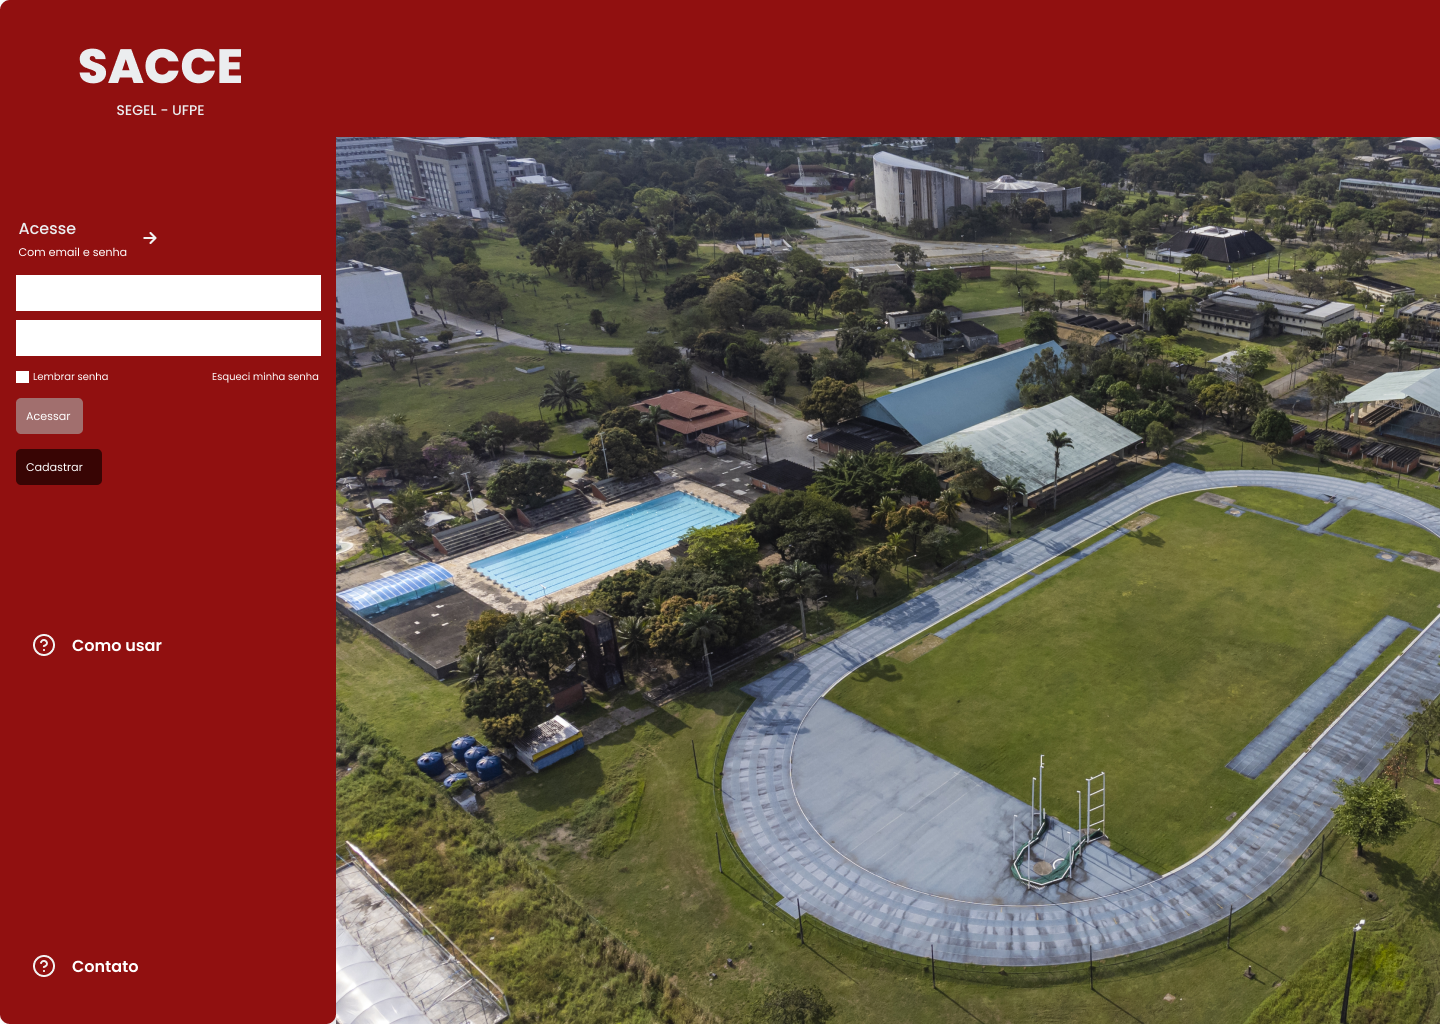 SACCE
SEGEL - UFPE
Acesse
Com email e senha
Lembrar senha
Esqueci minha senha
Acessar
Cadastrar
Como usar
Contato